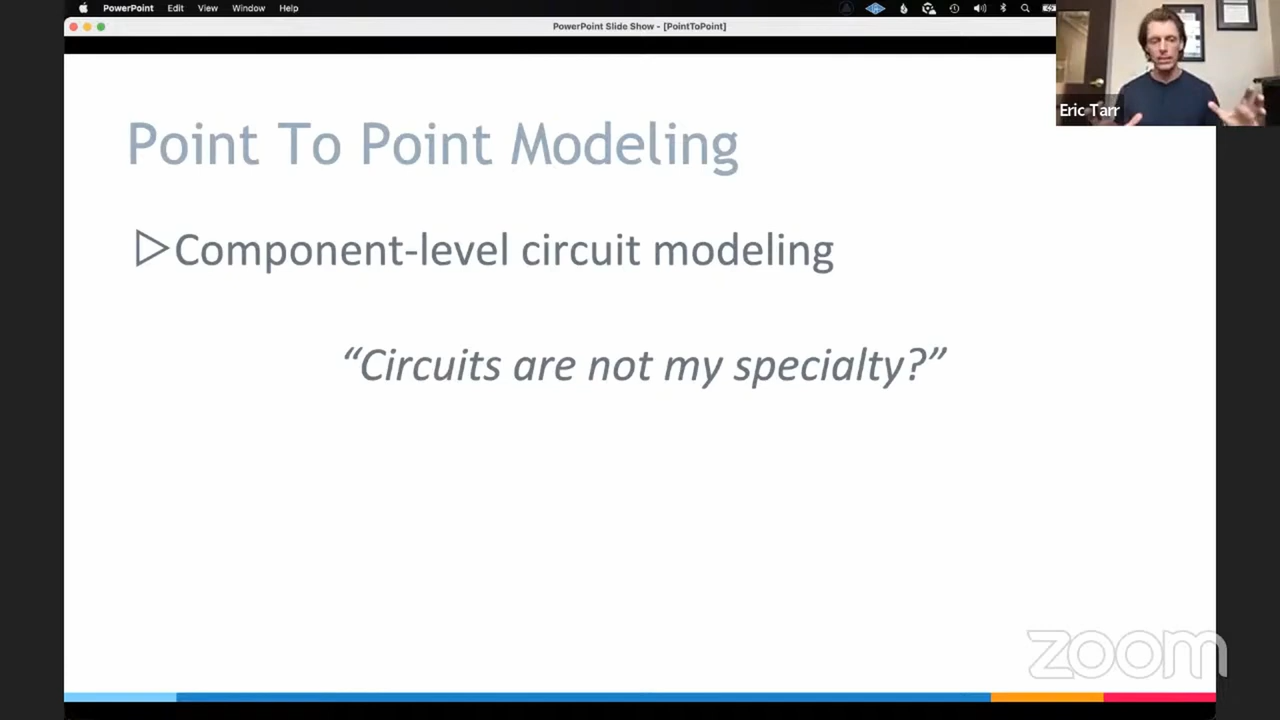 PowerPoint Edit View Window Help
PowerPoint Slide Show - [PointToPoint]
Eric Tarr
Point To Point Modeling
Component-level circuit modeling
“Circuits are not my specialty?”
zoom